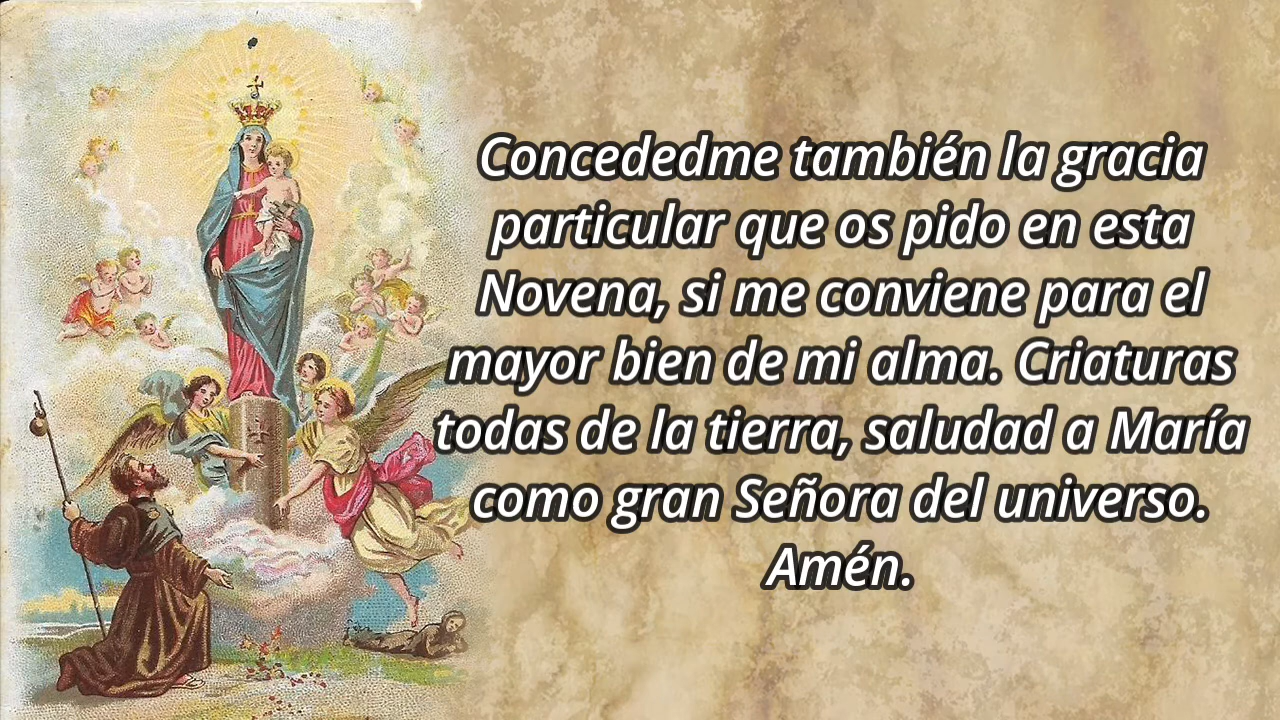 Concededme también la gracia
particular que os pido en esta
Novena, si me conviene para el
mayor bien de mi alma. Criaturas
todas de la tierra, saludad a María
como gran Señora del universo.
Amén.